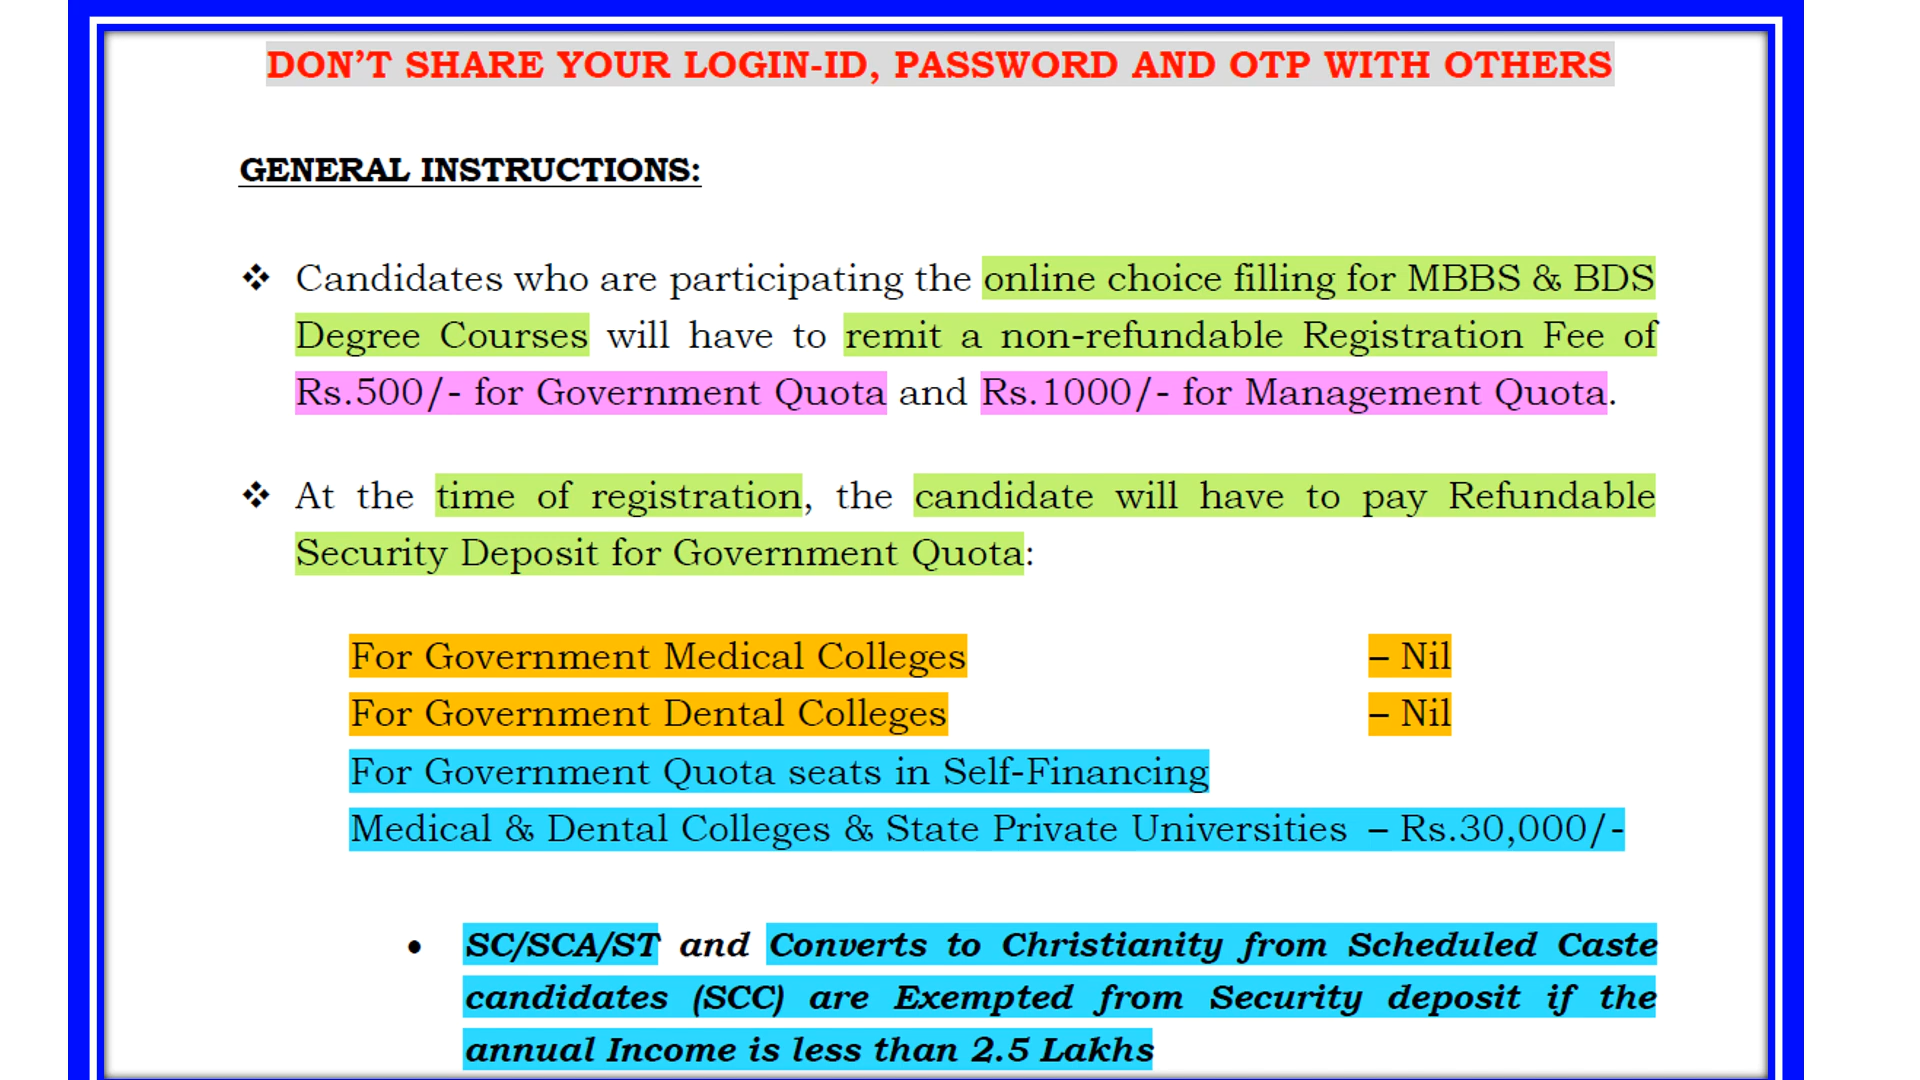 DON’T SHARE YOUR LOGIN-ID, PASSWORD AND OTP WITH OTHERS
GENERAL INSTRUCTIONS:
❖ Candidates who are participating the online choice filling for MBBS & BDS
Degree Courses will have to remit a non-refundable Registration Fee of
Rs.500/- for Government Quota and Rs.1000/- for Management Quota.
❖ At the time of registration, the candidate will have to pay Refundable
Security Deposit for Government Quota:
For Government Medical Colleges – Nil
For Government Dental Colleges – Nil
For Government Quota seats in Self-Financing
Medical & Dental Colleges & State Private Universities – Rs.30,000/-
• SC/SCA/ST and Converts to Christianity from Scheduled Caste
candidates (SCC) are Exempted from Security deposit if the
annual Income is less than 2.5 Lakhs